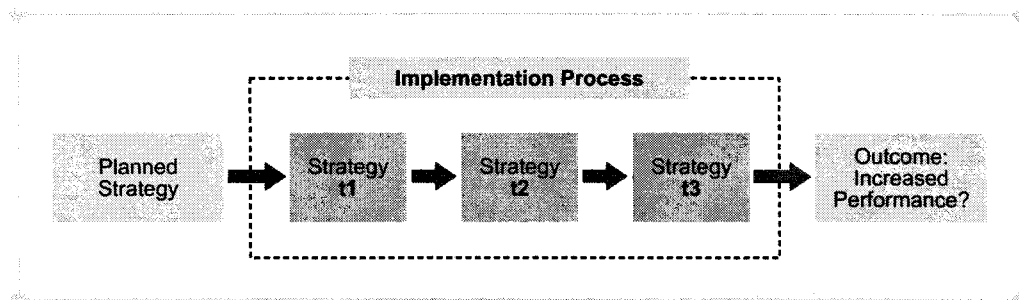 Implementation Process
Planned
Strategy
Strategy
t1
Strategy
t2
Strategy
t3
Outcome:
Increased
Performance?